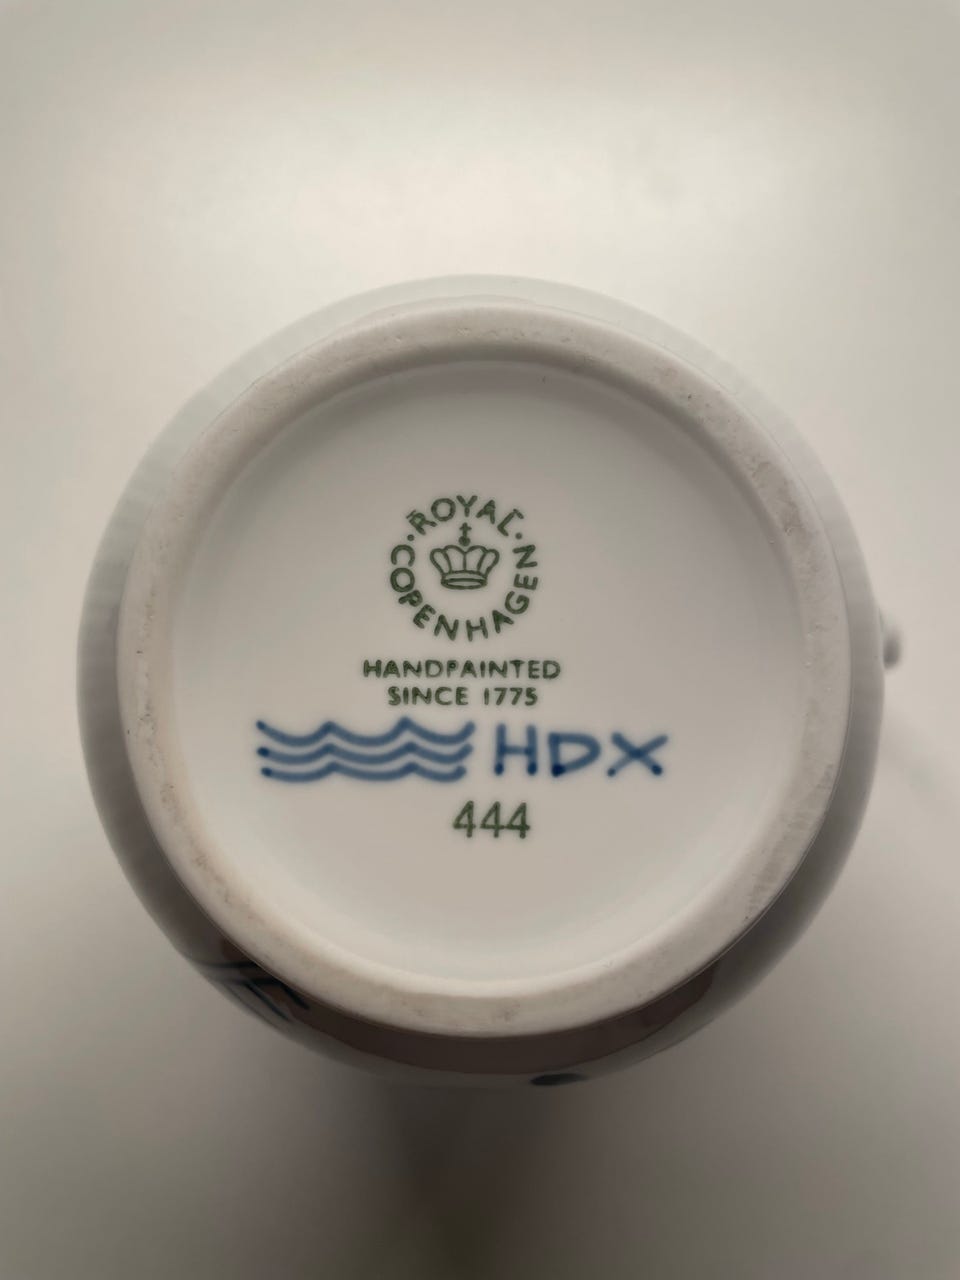 ROYAL · COPENHAGEN ·
HANDPAINTED
SINCE 1775
HDX
444